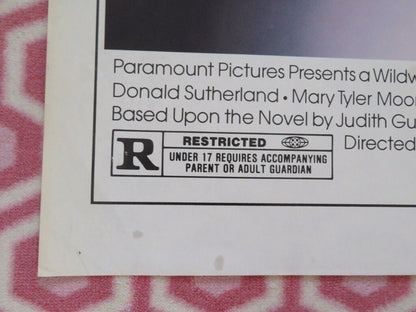 Paramount Pictures Presents a Wildw
Donald Sutherland • Mary Tyler Moor
Based Upon the Novel by Judith Gu
Directed
R
RESTRICTED
UNDER 17 REQUIRES ACCOMPANYING
PARENT OR ADULT GUARDIAN